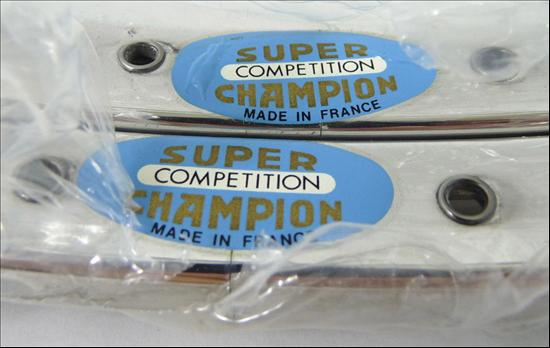 SUPER
COMPETITION
CHAMPION
MADE IN FRANCE
SUPER
COMPETITION
CHAMPION
MADE IN FRANCE